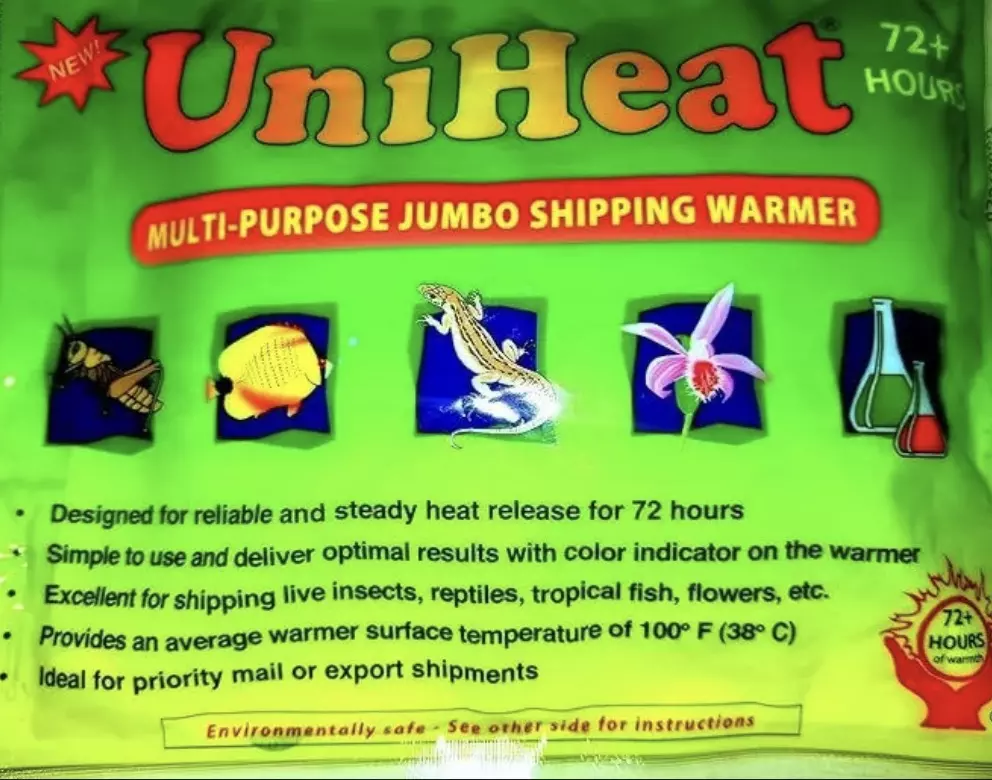 NEW!
UniHeat®
72+
HOURS
MULTI-PURPOSE JUMBO SHIPPING WARMER
• Designed for reliable and steady heat release for 72 hours
• Simple to use and deliver optimal results with color indicator on the warmer
• Excellent for shipping live insects, reptiles, tropical fish, flowers, etc.
• Provides an average warmer surface temperature of 100º F (38º C)
• Ideal for priority mail or export shipments
72+
HOURS
of warmth
Environmentally safe - See other side for instructions